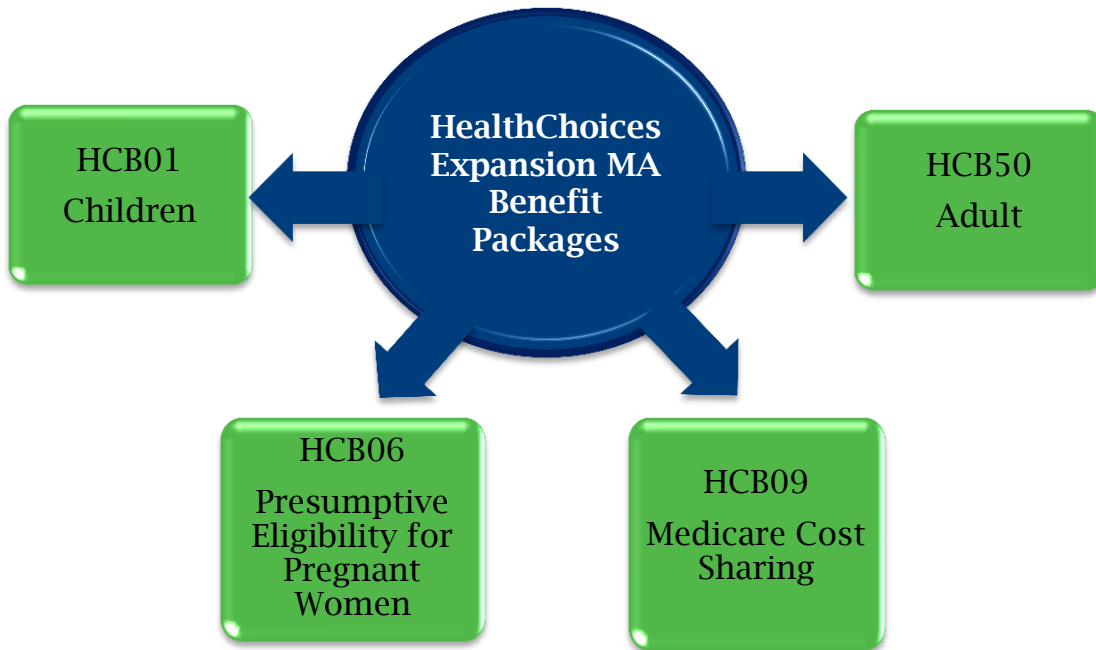 HealthChoices
Expansion MA
Benefit
Packages
HCB01
Children
HCB50
Adult
HCB06
Presumptive
Eligibility for
Pregnant
Women
HCB09
Medicare Cost
Sharing